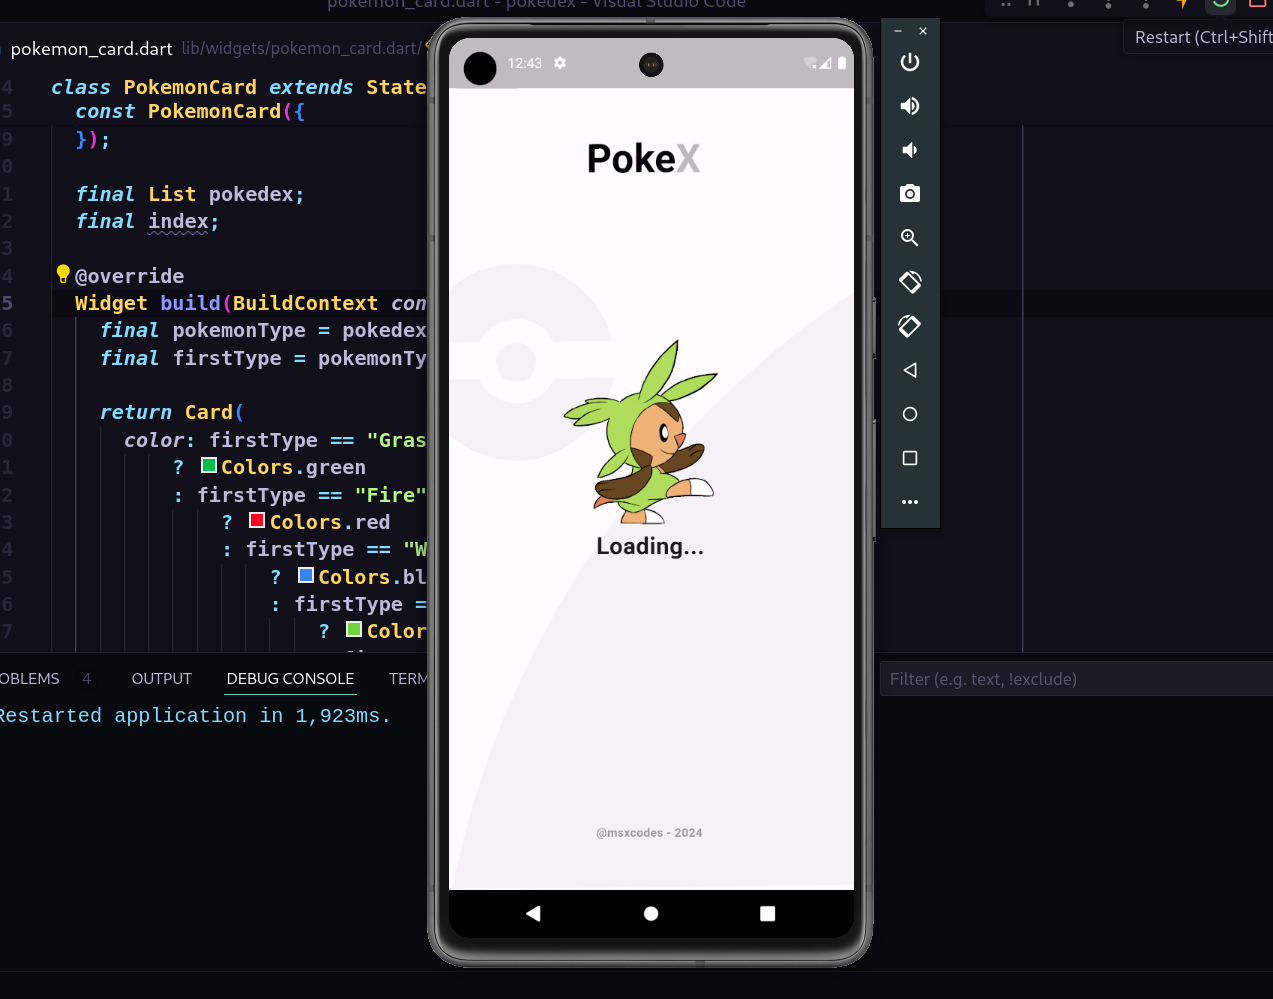 pokemon_card.dart - pokedex - Visual Studio Code
Restart (Ctrl+Shift
pokemon_card.dart lib/widgets/pokemon_card.dart/
4 class PokemonCard extends State
5 const PokemonCard({
9 });
0
1 final List pokedex;
2 final index;
3
4 @override
5 Widget build(BuildContext con
6 final pokemonType = pokedex
7 final firstType = pokemonTy
8
9 return Card(
0 color: firstType == "Gras
1 ? Colors.green
2 : firstType == "Fire"
3 ? Colors.red
4 : firstType == "W
5 ? Colors.bl
6 : firstType =
7 ? Color
OBLEMS 4 OUTPUT DEBUG CONSOLE TERM
Filter (e.g. text, !exclude)
Restarted application in 1,923ms.
12:43
PokeX
Loading...
@msxcodes - 2024